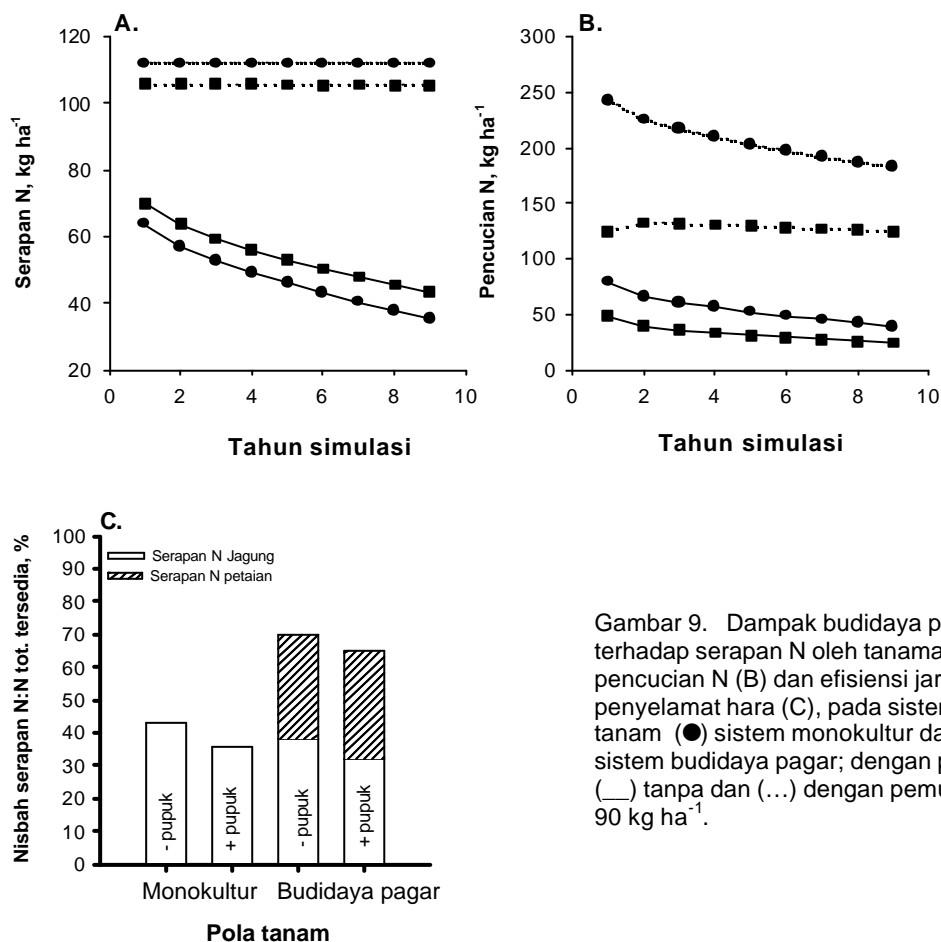 A.
120
100
80
60
40
20
0 2 4 6 8 10
Serapan N, kg ha-1
Tahun simulasi
B.
300
250
200
150
100
50
0
0 2 4 6 8 10
Pencucian N, kg ha-1
Tahun simulasi
C.
100
90
80
70
60
50
40
30
20
10
0
Nisbah serapan N:N tot. tersedia, %
Serapan N Jagung
Serapan N petaian
- pupuk
+ pupuk
- pupuk
+ pupuk
Monokultur Budidaya pagar
Pola tanam
Gambar 9. Dampak budidaya p
terhadap serapan N oleh tanama
pencucian N (B) dan efisiensi jar
penyelamat hara (C), pada sistem
tanam (●) sistem monokultur da
sistem budidaya pagar; dengan p
(__) tanpa dan (…) dengan pemu
90 kg ha-1.